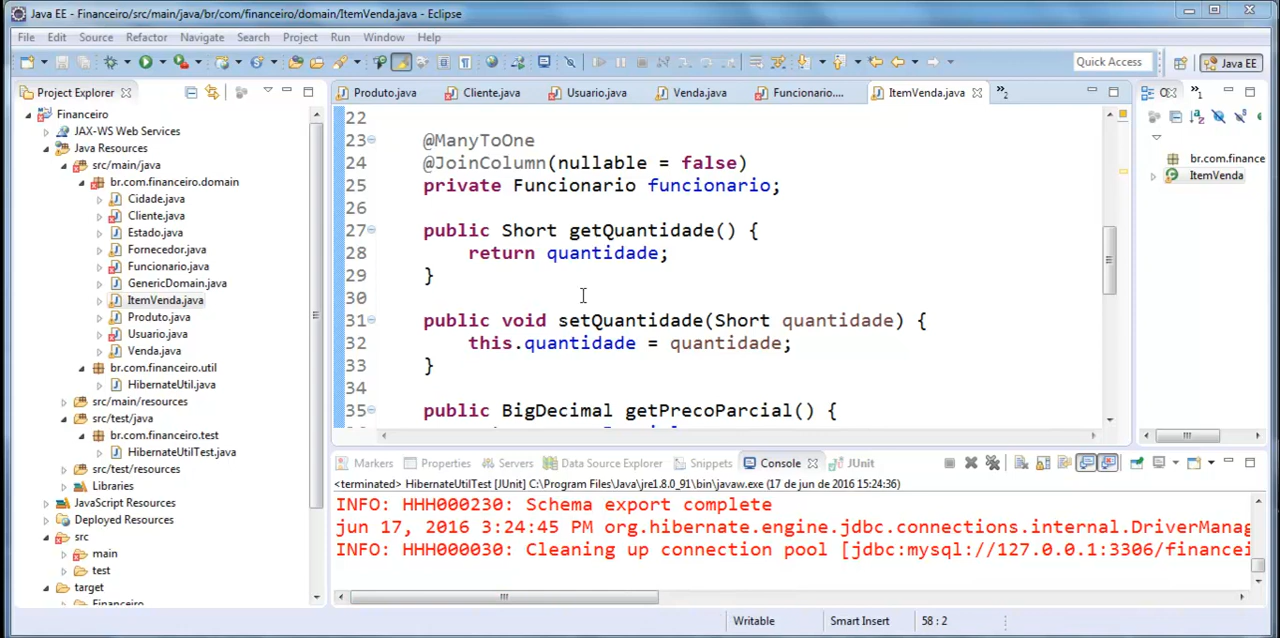 Java EE - Financeiro/src/main/java/br/com/financeiro/domain/ItemVenda.java - Eclipse
File Edit Source Refactor Navigate Search Project Run Window Help
Quick Access Java EE
Project Explorer
Produto.java Cliente.java Usuario.java Venda.java Funcionario.... ItemVenda.java »2
»1
Financeiro
JAX-WS Web Services
Java Resources
src/main/java
br.com.financeiro.domain
Cidade.java
Cliente.java
Estado.java
Fornecedor.java
Funcionario.java
GenericDomain.java
ItemVenda.java
Produto.java
Usuario.java
Venda.java
br.com.financeiro.util
HibernateUtil.java
src/main/resources
src/test/java
br.com.financeiro.test
HibernateUtilTest.java
src/test/resources
Libraries
JavaScript Resources
Deployed Resources
src
main
test
target
Financeiro
22
23 @ManyToOne
24 @JoinColumn(nullable = false)
25 private Funcionario funcionario;
26
27 public Short getQuantidade() {
28 return quantidade;
29 }
30
31 public void setQuantidade(Short quantidade) {
32 this.quantidade = quantidade;
33 }
34
35 public BigDecimal getPrecoParcial() {
br.com.finance
ItemVenda
Markers Properties Servers Data Source Explorer Snippets Console JUnit
<terminated> HibernateUtilTest [JUnit] C:\Program Files\Java\jre1.8.0_91\bin\javaw.exe (17 de jun de 2016 15:24:36)
INFO: HHH000230: Schema export complete
jun 17, 2016 3:24:45 PM org.hibernate.engine.jdbc.connections.internal.DriverManag
INFO: HHH000030: Cleaning up connection pool [jdbc:mysql://127.0.0.1:3306/financei
Writable Smart Insert 58 : 2